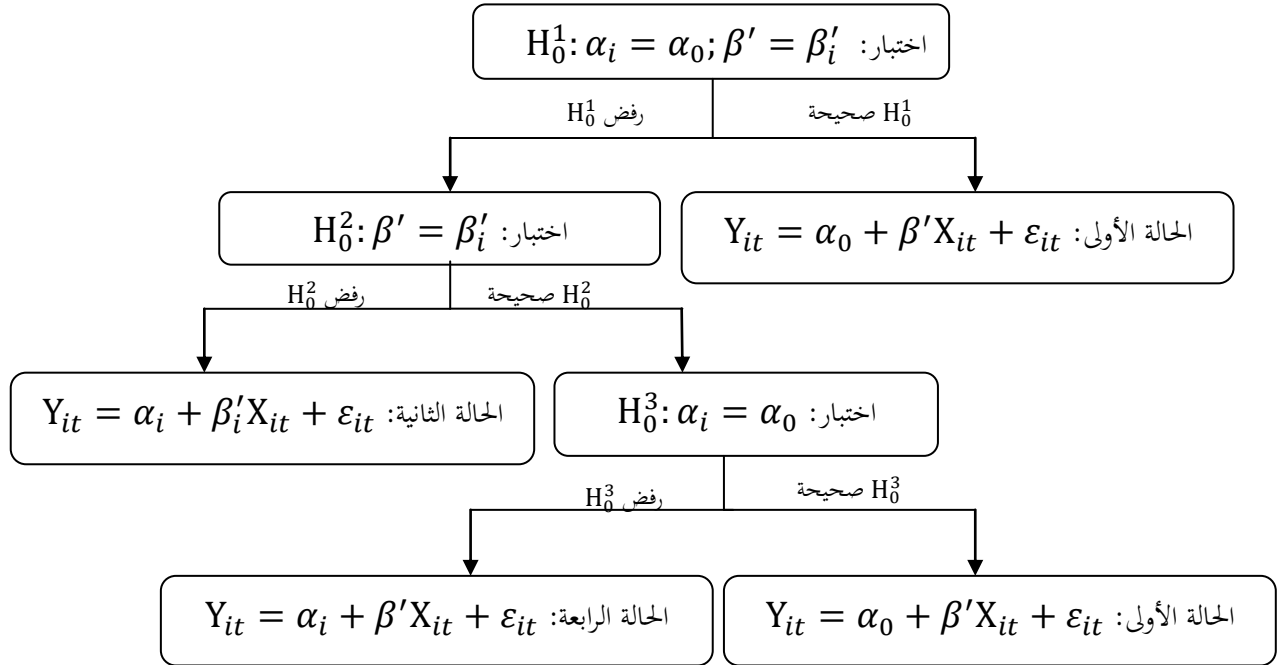 اختبار: H₀¹: αᵢ = α₀; β′ = βᵢ′
H₀¹ صحيحة
رفض H₀¹
الحالة الأولى: Yᵢₜ = α₀ + β′Xᵢₜ + εᵢₜ
اختبار: H₀²: β′ = βᵢ′
H₀² صحيحة
رفض H₀²
اختبار: H₀³: αᵢ = α₀
الحالة الثانية: Yᵢₜ = αᵢ + βᵢ′Xᵢₜ + εᵢₜ
H₀³ صحيحة
رفض H₀³
الحالة الأولى: Yᵢₜ = α₀ + β′Xᵢₜ + εᵢₜ
الحالة الرابعة: Yᵢₜ = αᵢ + β′Xᵢₜ + εᵢₜ